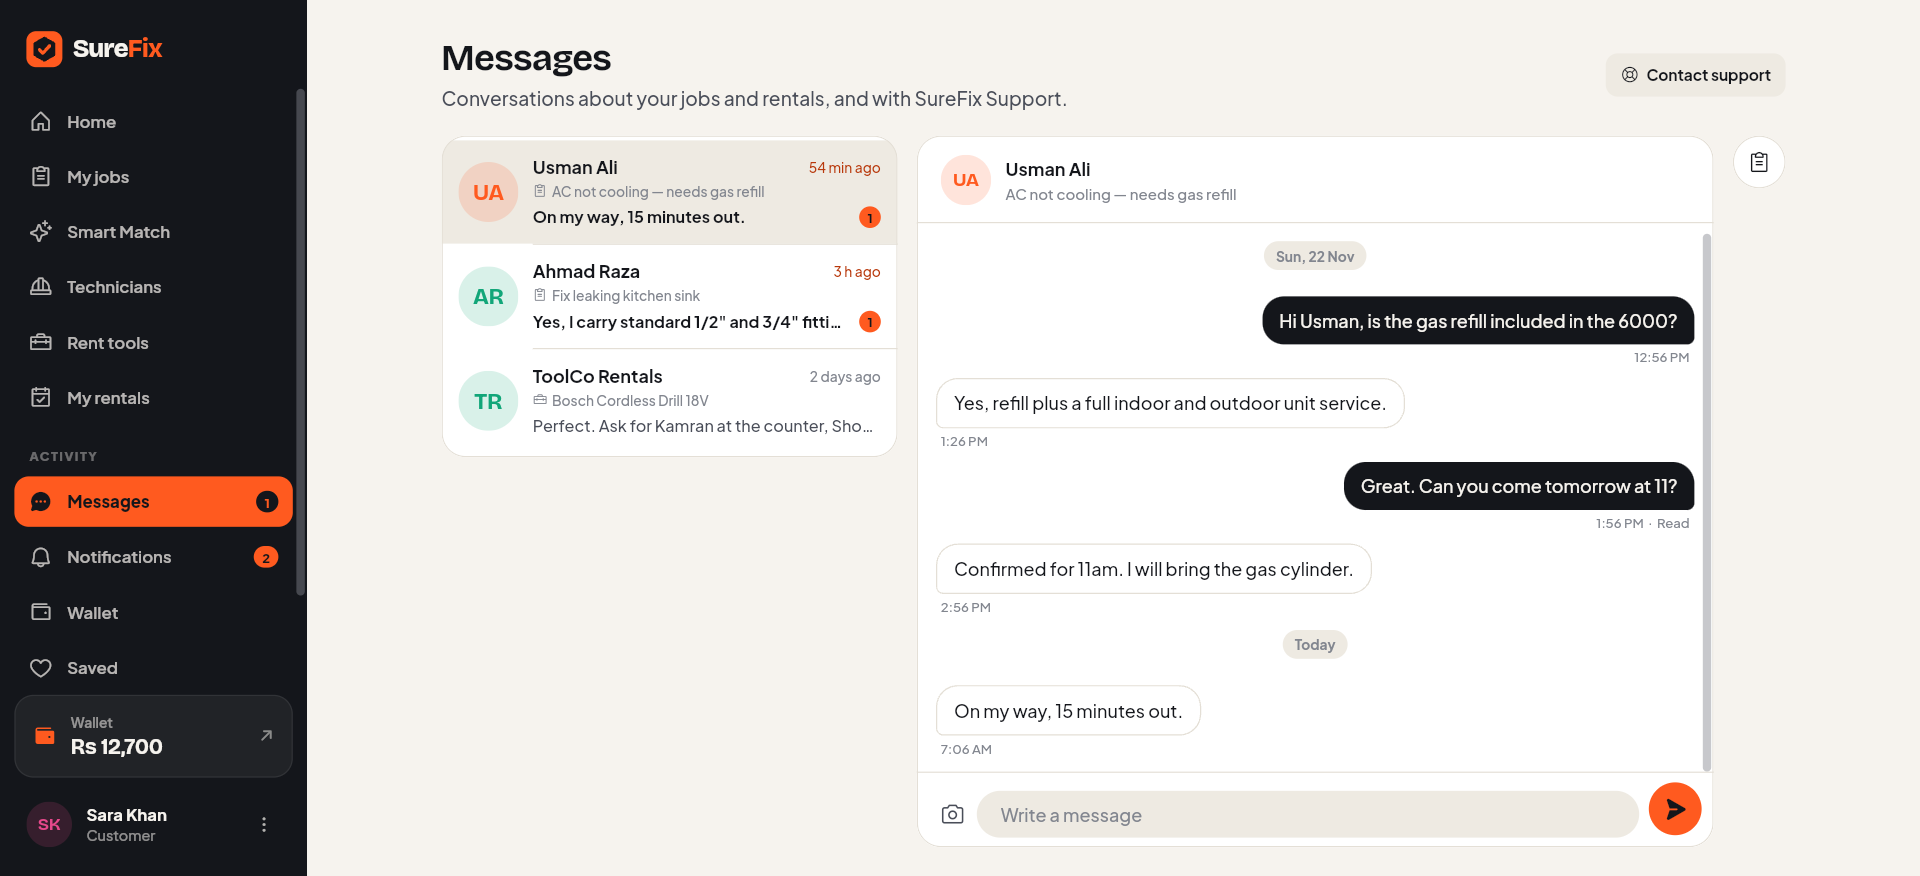 SureFix
Home
My jobs
Smart Match
Technicians
Rent tools
My rentals
ACTIVITY
Messages 1
Notifications 2
Wallet
Saved
Wallet
Rs 12,700
SK
Sara Khan
Customer
Messages
Conversations about your jobs and rentals, and with SureFix Support.
Contact support
UA
Usman Ali 54 min ago
AC not cooling — needs gas refill
On my way, 15 minutes out. 1
AR
Ahmad Raza 3 h ago
Fix leaking kitchen sink
Yes, I carry standard 1/2" and 3/4" fitti... 1
TR
ToolCo Rentals 2 days ago
Bosch Cordless Drill 18V
Perfect. Ask for Kamran at the counter, Sho...
UA
Usman Ali
AC not cooling — needs gas refill
Sun, 22 Nov
Hi Usman, is the gas refill included in the 6000?
12:56 PM
Yes, refill plus a full indoor and outdoor unit service.
1:26 PM
Great. Can you come tomorrow at 11?
1:56 PM · Read
Confirmed for 11am. I will bring the gas cylinder.
2:56 PM
Today
On my way, 15 minutes out.
7:06 AM
Write a message